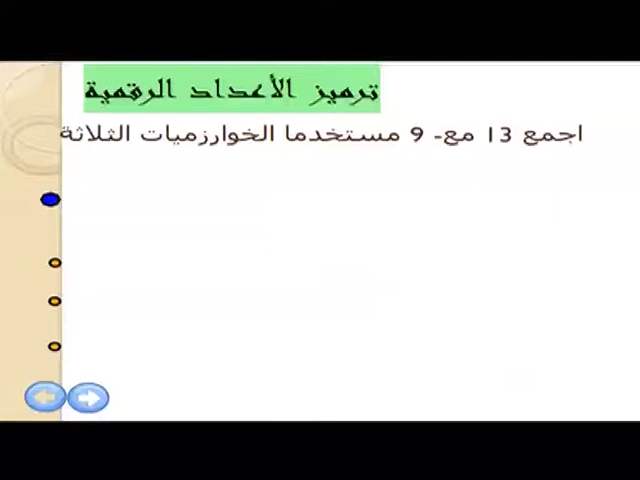 ترميز الأعداد الرقمية
اجمع 13 مع- 9 مستخدما الخوارزميات الثلاثة